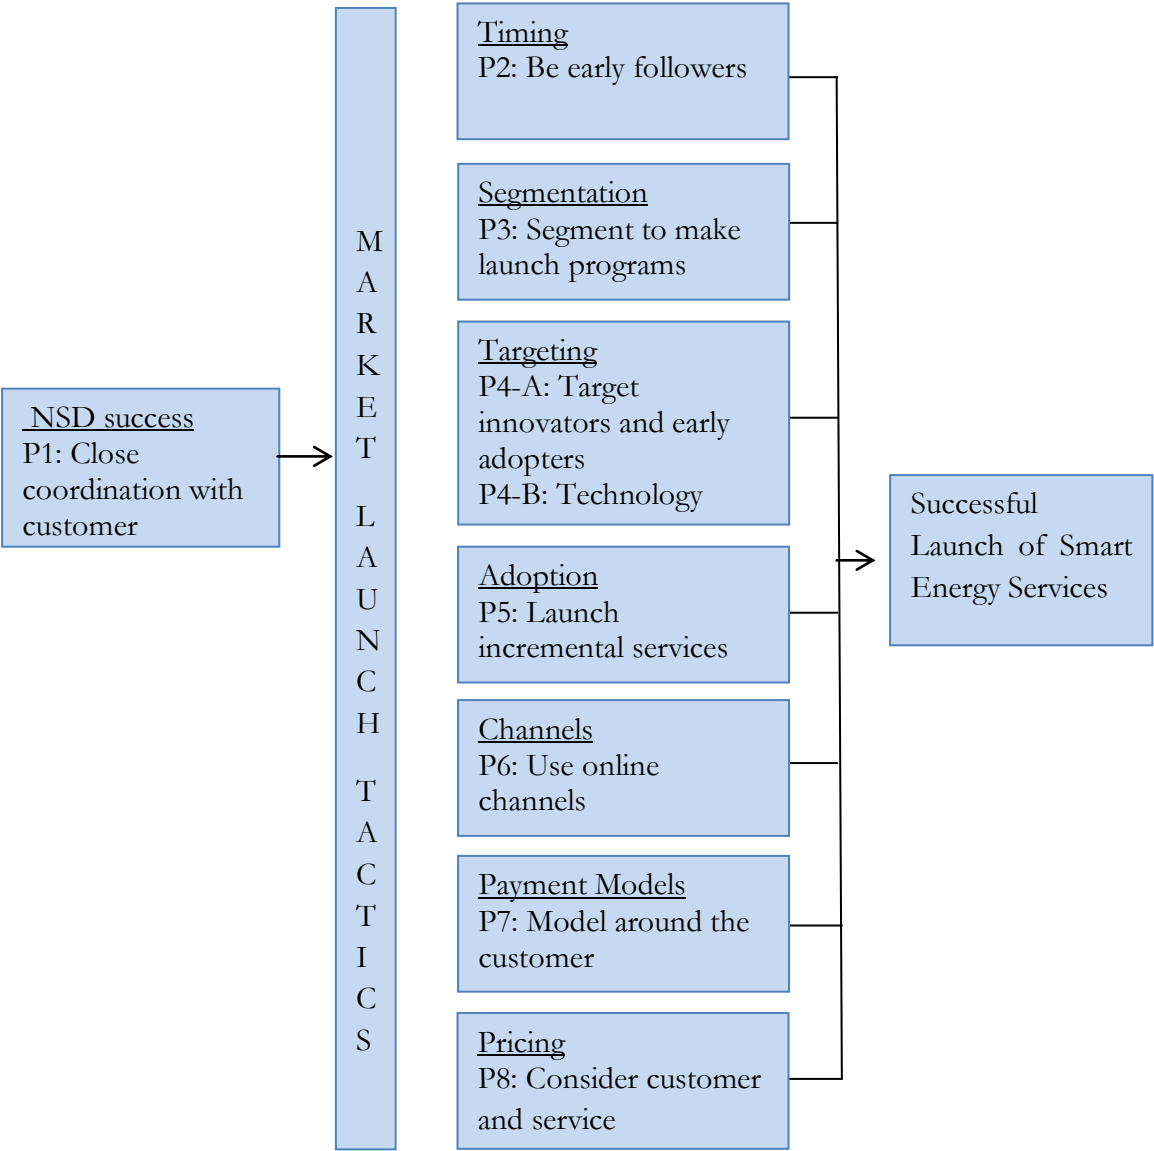 NSD success
P1: Close
coordination with
customer
M
A
R
K
E
T
L
A
U
N
C
H
T
A
C
T
I
C
S
Timing
P2: Be early followers
Segmentation
P3: Segment to make
launch programs
Targeting
P4-A: Target
innovators and early
adopters
P4-B: Technology
Adoption
P5: Launch
incremental services
Channels
P6: Use online
channels
Payment Models
P7: Model around the
customer
Pricing
P8: Consider customer
and service
Successful
Launch of Smart
Energy Services